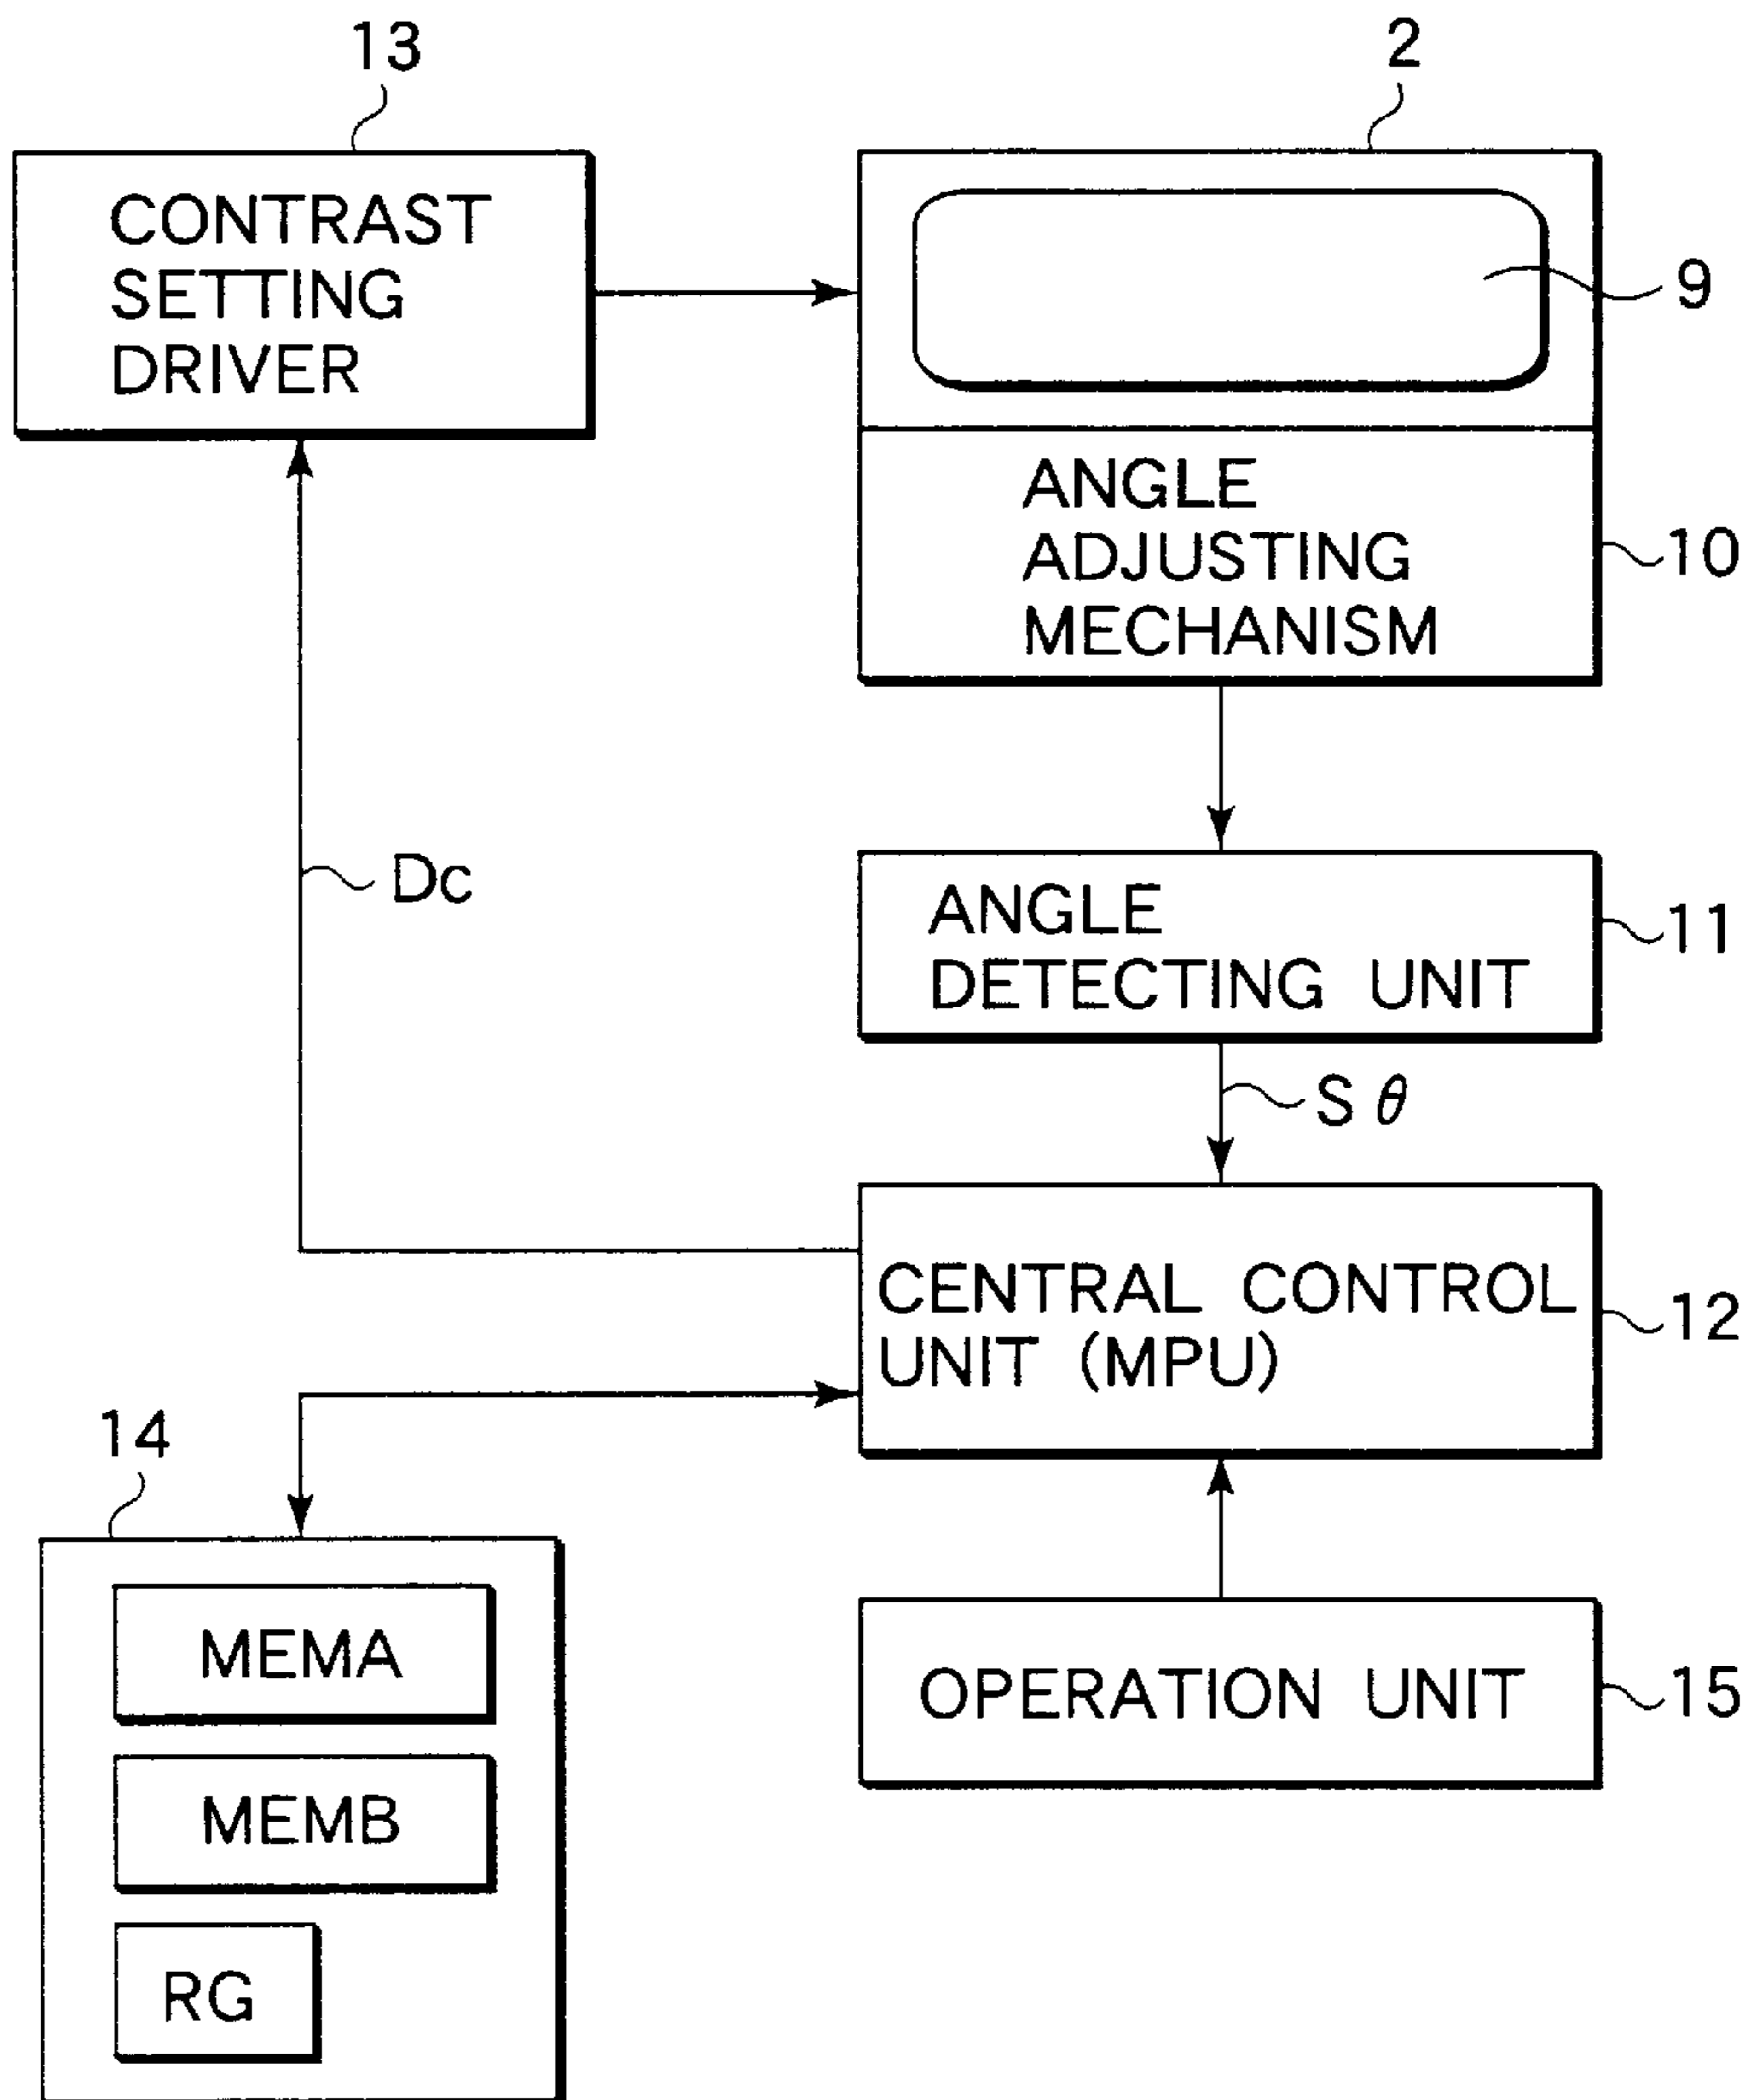 13
2
CONTRAST
SETTING
DRIVER
9
ANGLE
ADJUSTING
MECHANISM
10
Dc
ANGLE
DETECTING UNIT
11
S θ
CENTRAL CONTROL
UNIT (MPU)
12
14
MEMA
MEMB
RG
OPERATION UNIT
15